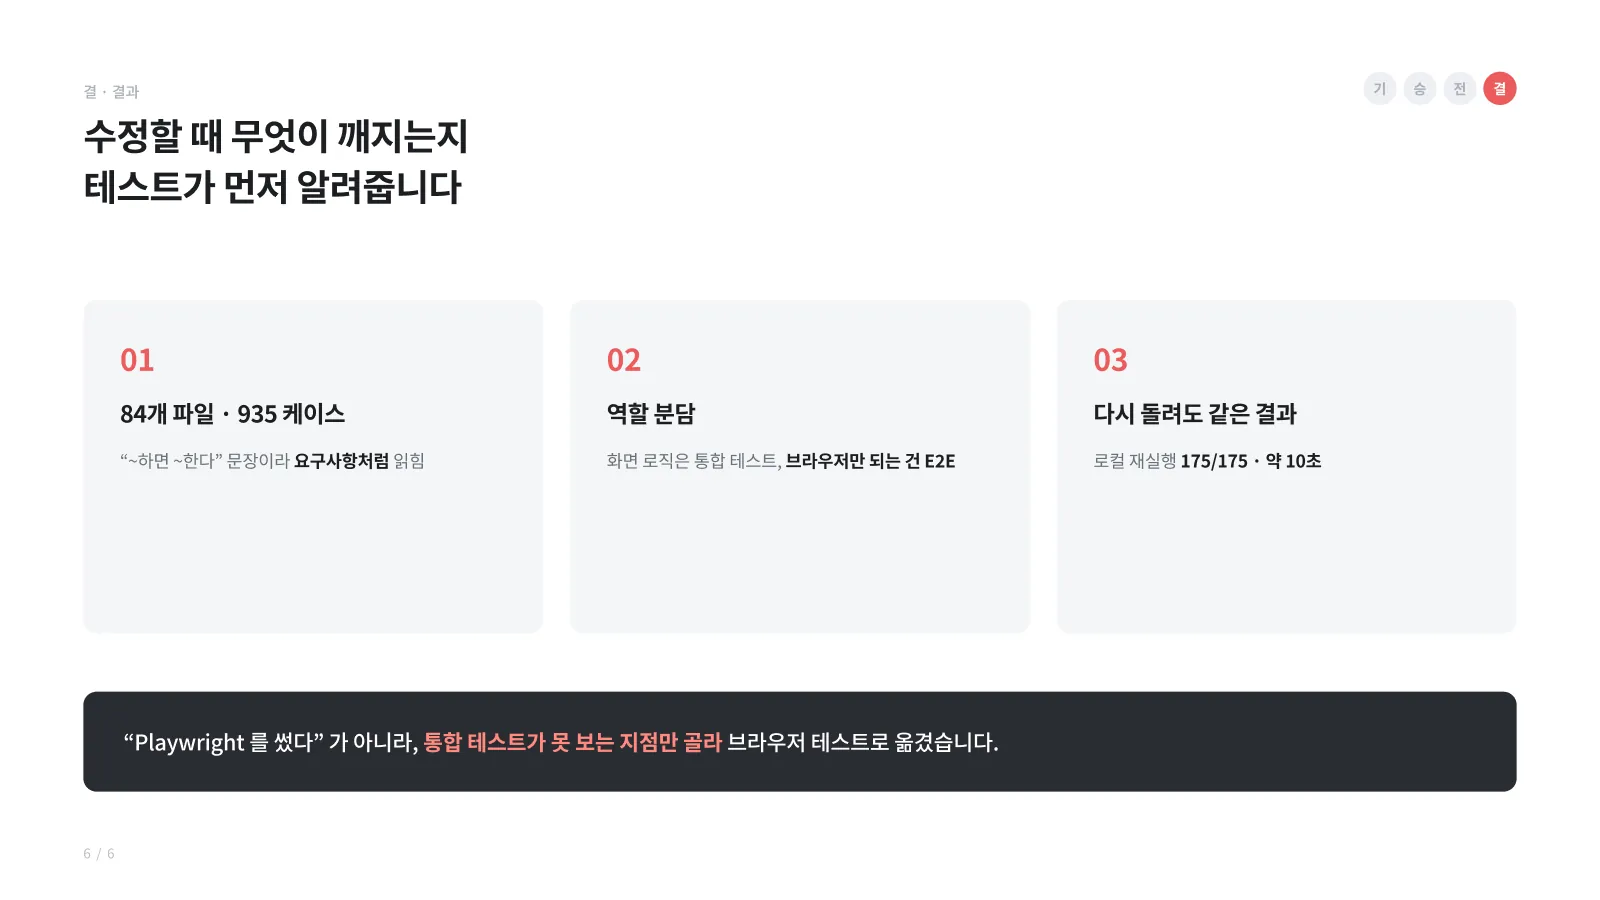 결 · 결과
기 승 전 결
수정할 때 무엇이 깨지는지
테스트가 먼저 알려줍니다
01
84개 파일 · 935 케이스
“~하면 ~한다” 문장이라 요구사항처럼 읽힘
02
역할 분담
화면 로직은 통합 테스트, 브라우저만 되는 건 E2E
03
다시 돌려도 같은 결과
로컬 재실행 175/175 · 약 10초
“Playwright 를 썼다” 가 아니라, 통합 테스트가 못 보는 지점만 골라 브라우저 테스트로 옮겼습니다.
6 / 6